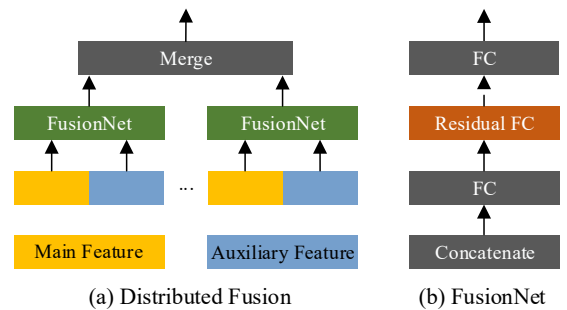 Merge
FusionNet
FusionNet
...
Main Feature
Auxiliary Feature
(a) Distributed Fusion
FC
Residual FC
FC
Concatenate
(b) FusionNet